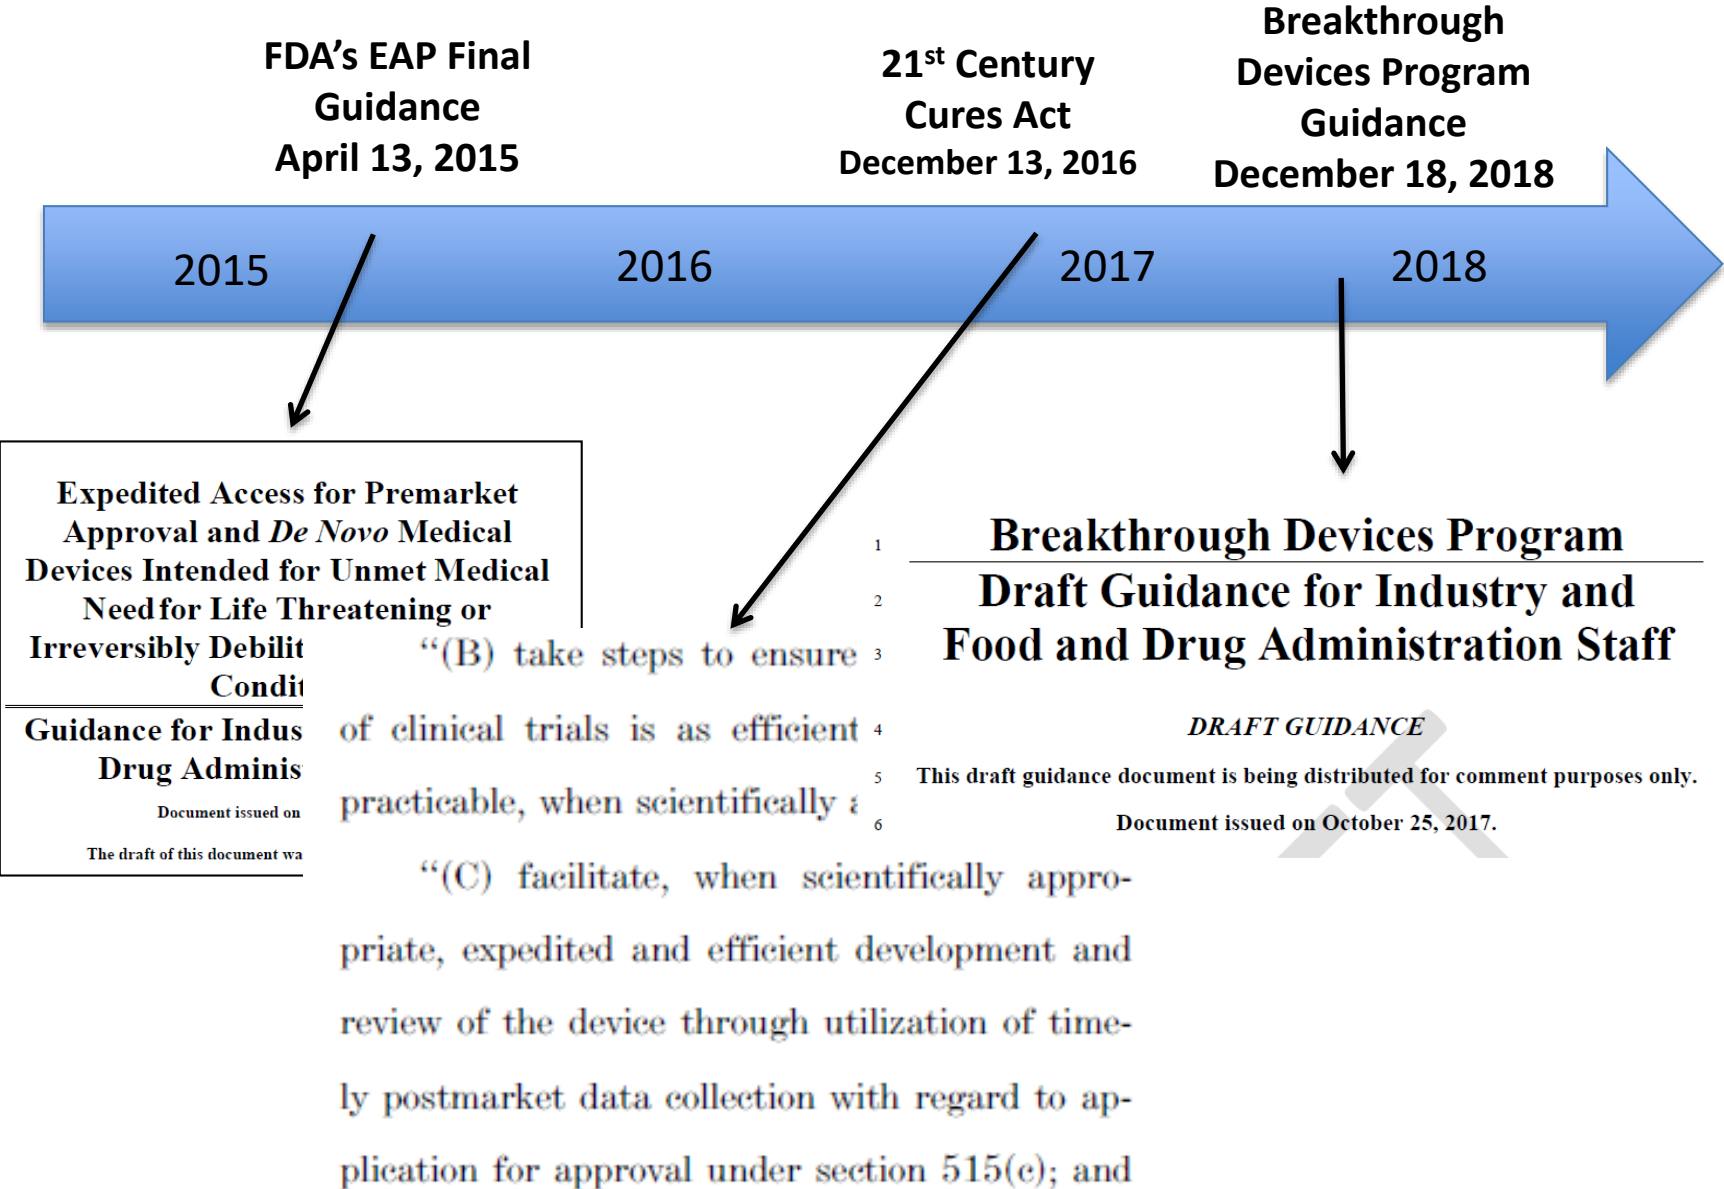 FDA's EAP Final
Guidance
April 13, 2015
21st Century
Cures Act
December 13, 2016
Breakthrough
Devices Program
Guidance
December 18, 2018
2015
2016
2017
2018
Expedited Access for Premarket
Approval and De Novo Medical
Devices Intended for Unmet Medical
Need for Life Threatening or
Irreversibly Debilit
Condit
Guidance for Indus
Drug Adminis
Document issued on
The draft of this document wa
“(B) take steps to ensure
of clinical trials is as efficient
practicable, when scientifically
“(C) facilitate, when scientifically appro-
priate, expedited and efficient development and
review of the device through utilization of time-
ly postmarket data collection with regard to ap-
plication for approval under section 515(c); and
1 Breakthrough Devices Program
2 Draft Guidance for Industry and
3 Food and Drug Administration Staff
4 DRAFT GUIDANCE
5 This draft guidance document is being distributed for comment purposes only.
6 Document issued on October 25, 2017.